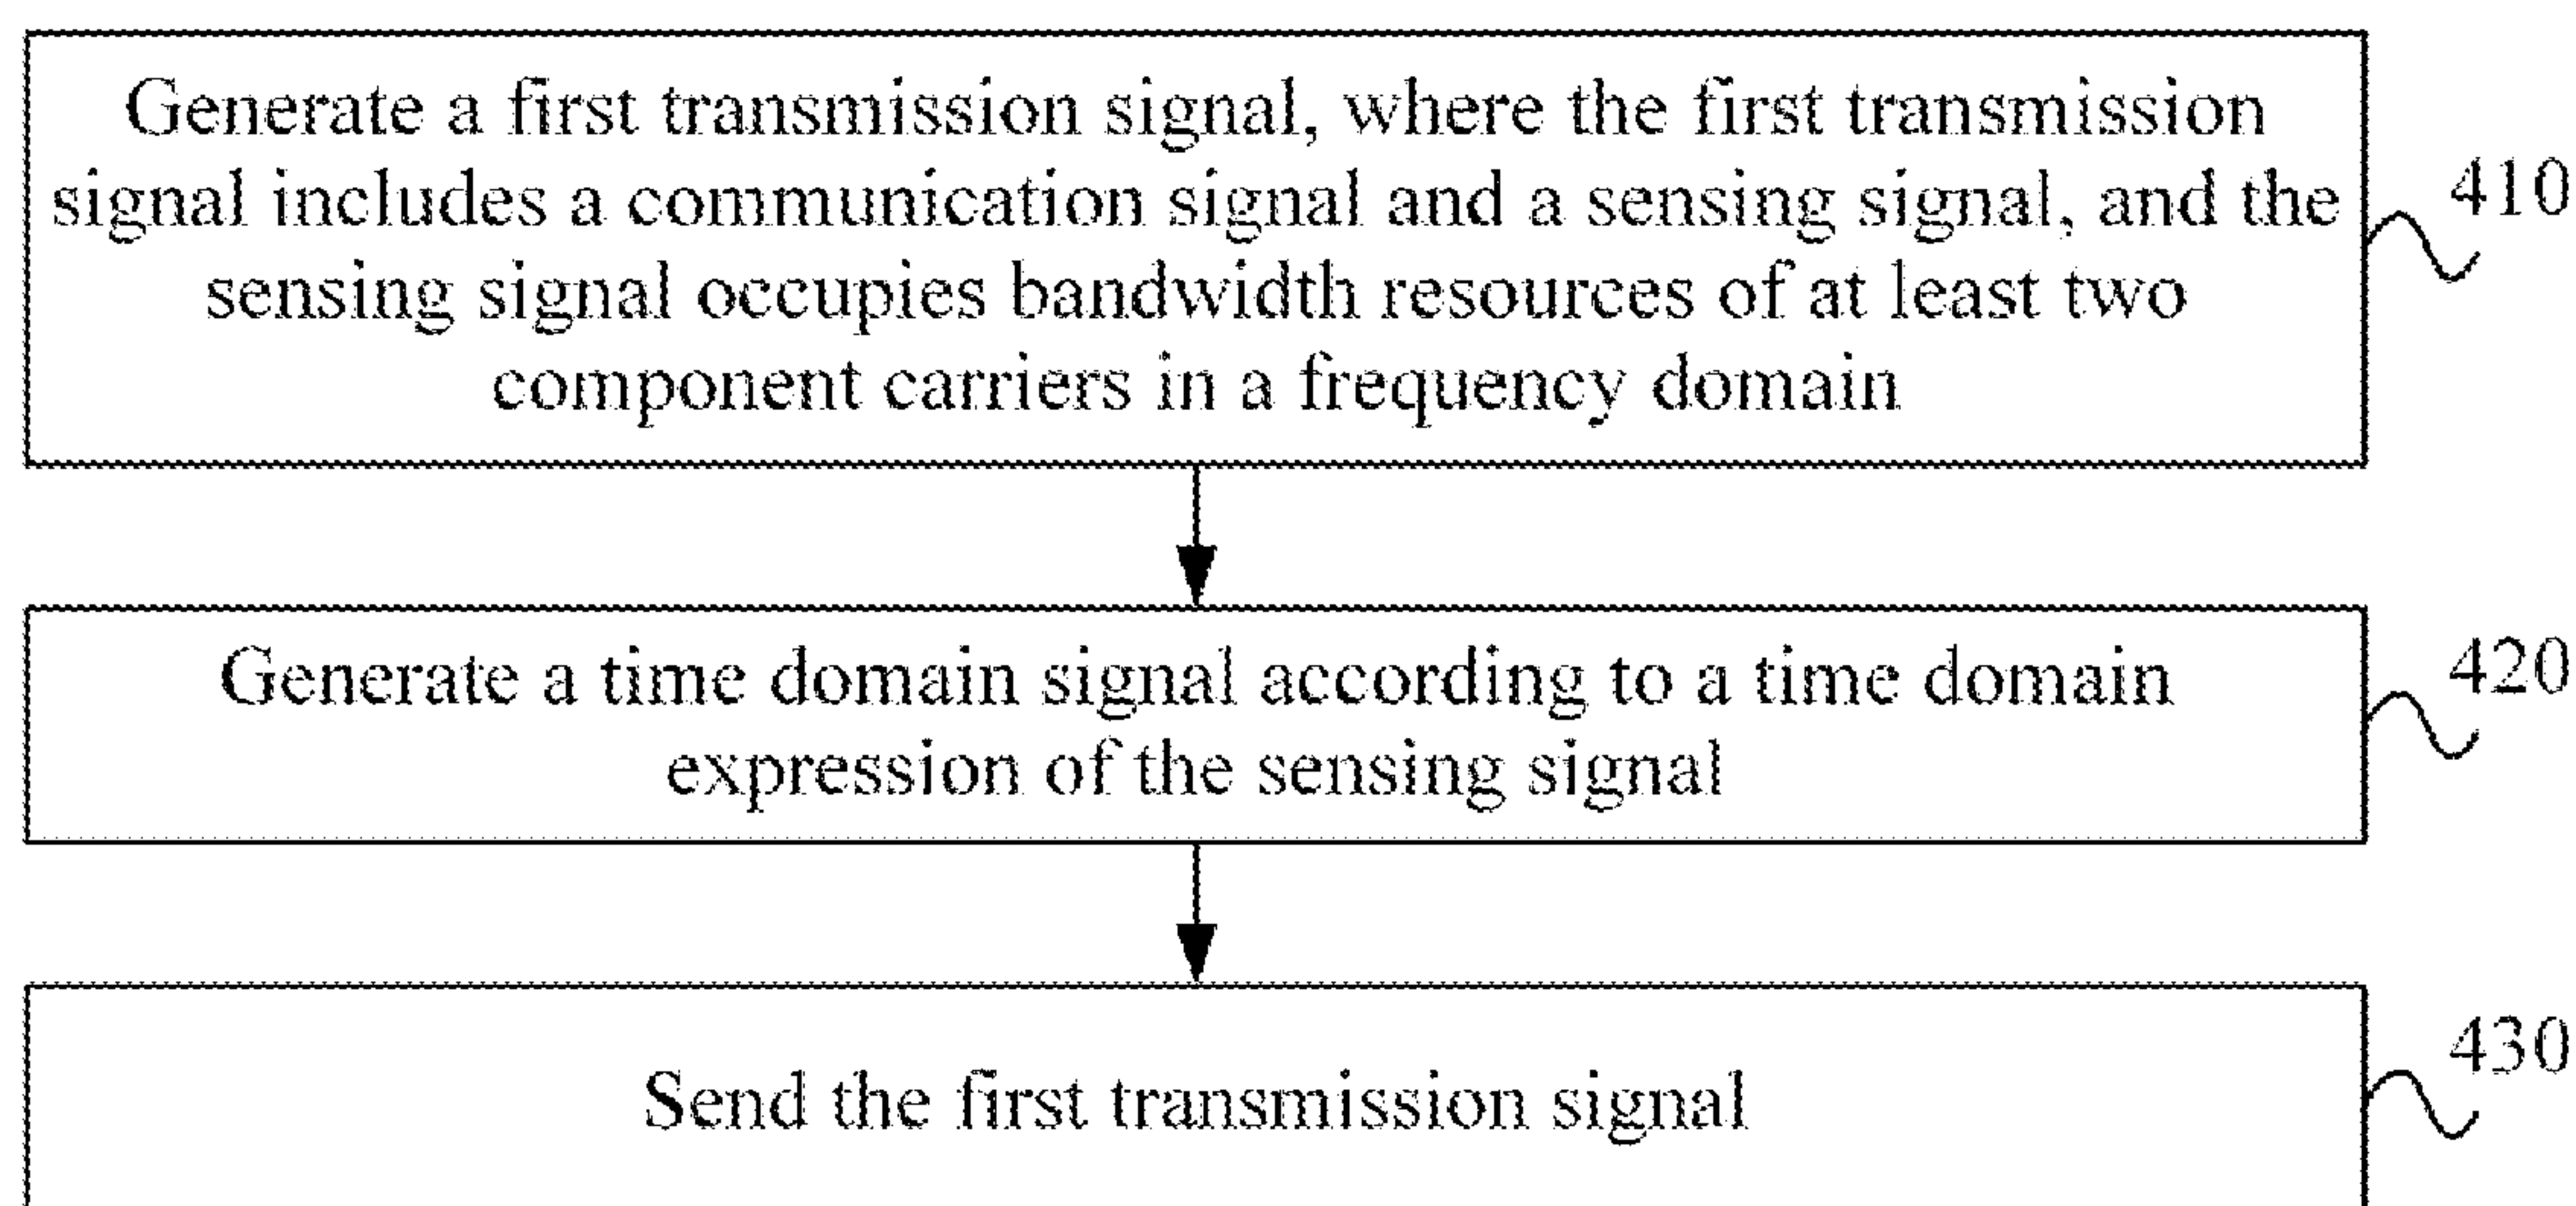 Generate a first transmission signal, where the first transmission
signal includes a communication signal and a sensing signal, and the
sensing signal occupies bandwidth resources of at least two
component carriers in a frequency domain
410
Generate a time domain signal according to a time domain
expression of the sensing signal
420
Send the first transmission signal
430